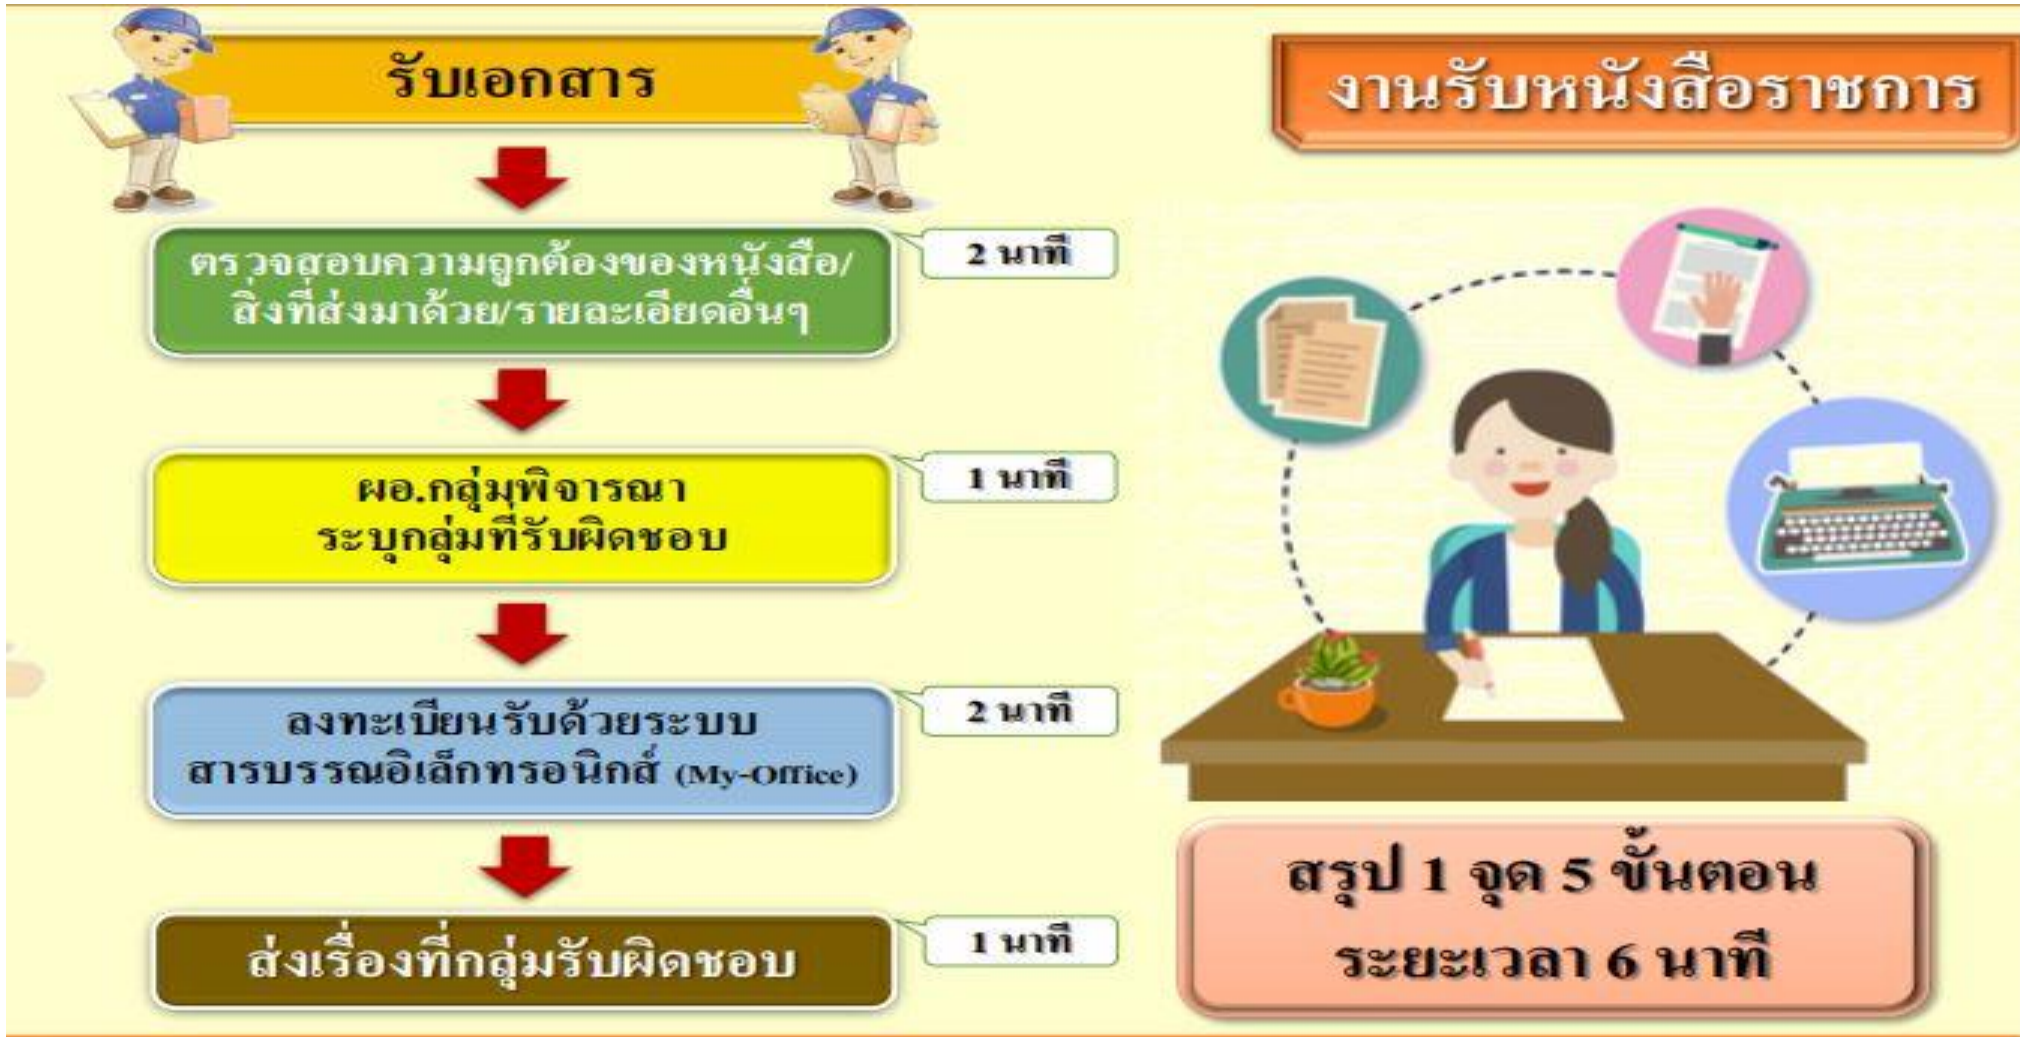 รับเอกสาร
งานรับหนังสือราชการ
ตรวจสอบความถูกต้องของหนังสือ/
สิ่งที่ส่งมาด้วย/รายละเอียดอื่นๆ
2 นาที
ผอ.กลุ่มพิจารณา
ระบุกลุ่มที่รับผิดชอบ
1 นาที
ลงทะเบียนรับด้วยระบบ
สารบรรณอิเล็กทรอนิกส์ (My-Office)
2 นาที
ส่งเรื่องที่กลุ่มรับผิดชอบ
1 นาที
สรุป 1 จุด 5 ขั้นตอน
ระยะเวลา 6 นาที